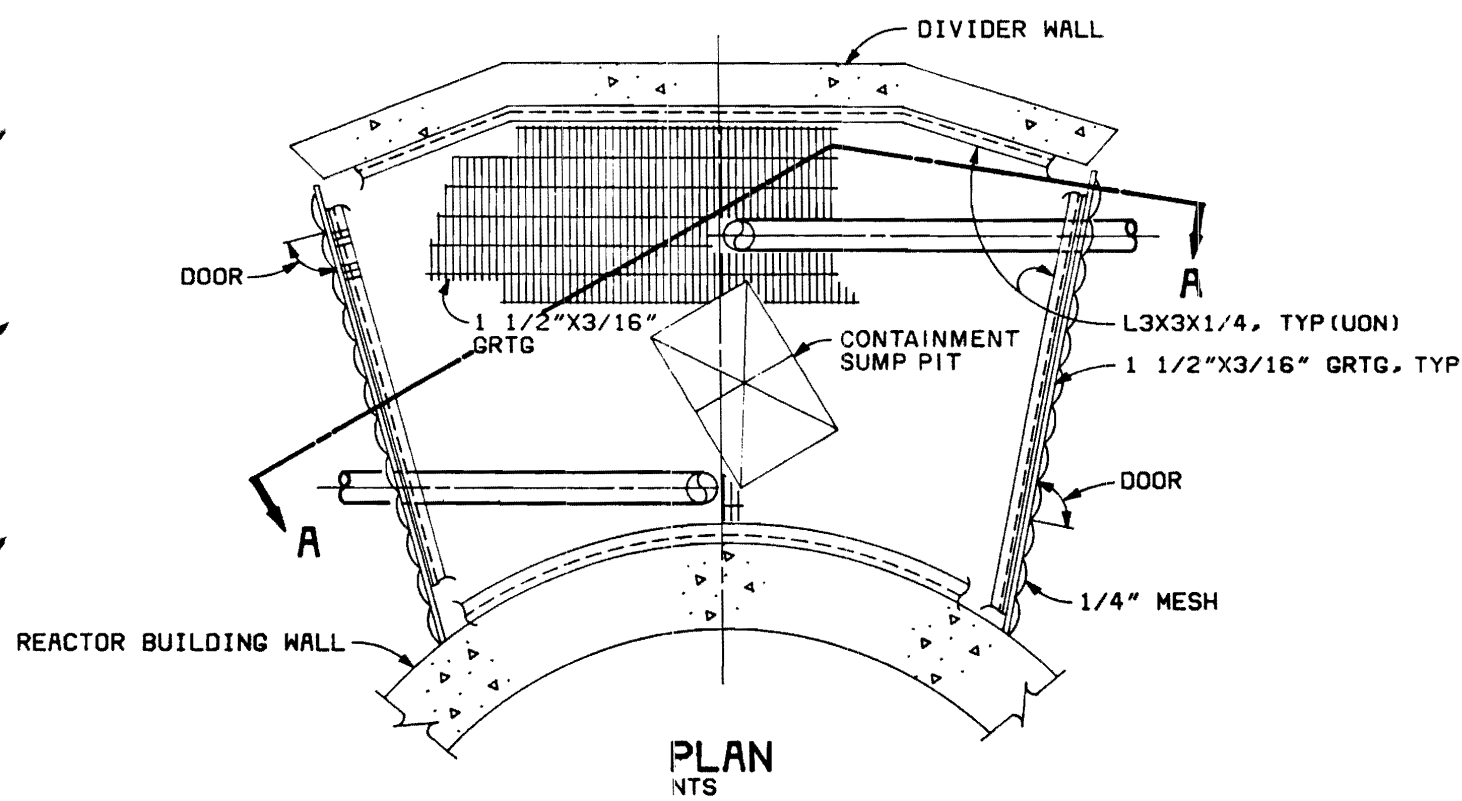 DIVIDER WALL
DOOR
A
1 1/2"X3/16"
GRTG
L3X3X1/4, TYP(UON)
CONTAINMENT
SUMP PIT
1 1/2"X3/16" GRTG, TYP
DOOR
A
1/4" MESH
REACTOR BUILDING WALL
PLAN
NTS